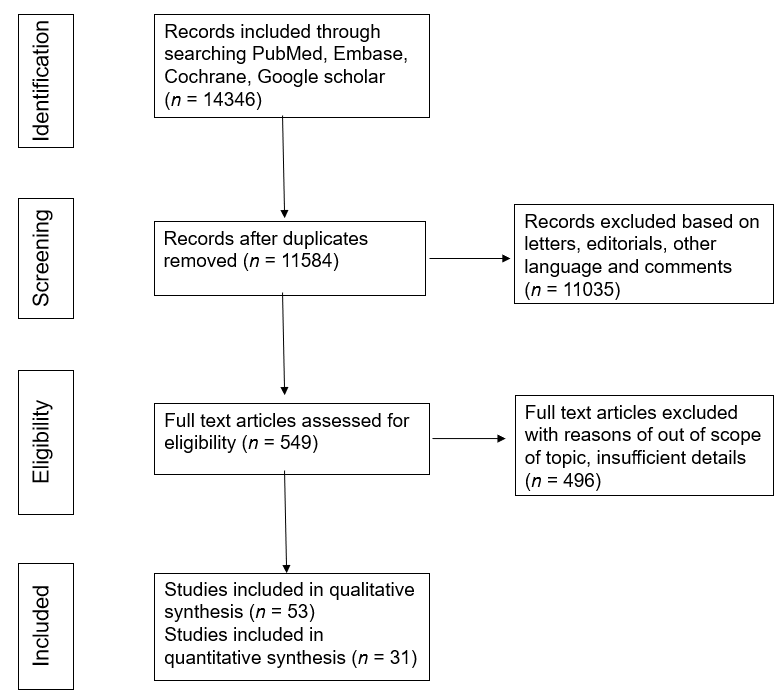 Identification
Records included through
searching PubMed, Embase,
Cochrane, Google scholar
(n = 14346)
Screening
Records after duplicates
removed (n = 11584)
Records excluded based on
letters, editorials, other
language and comments
(n = 11035)
Eligibility
Full text articles assessed for
eligibility (n = 549)
Full text articles excluded
with reasons of out of scope
of topic, insufficient details
(n = 496)
Included
Studies included in qualitative
synthesis (n = 53)
Studies included in
quantitative synthesis (n = 31)